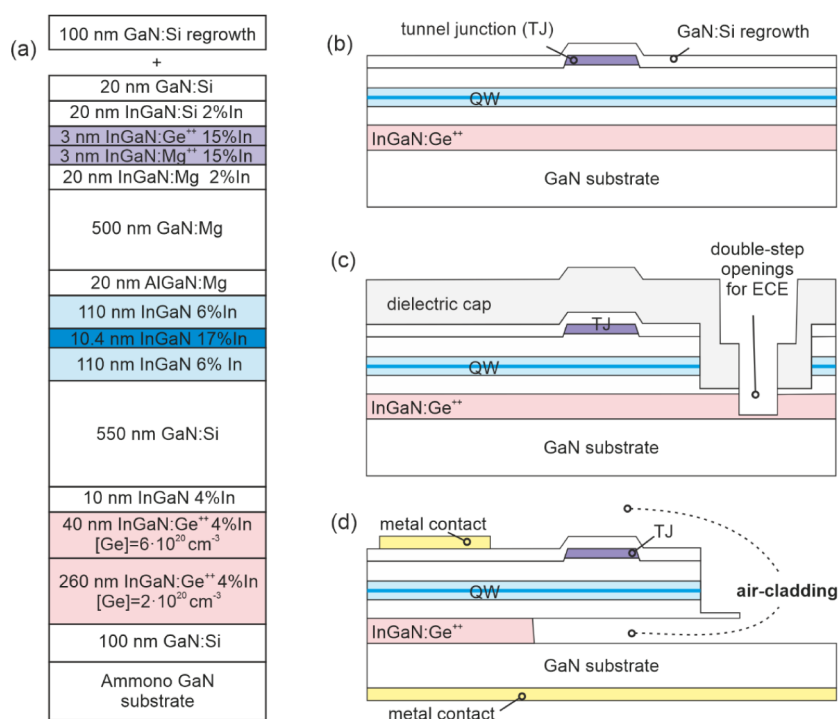 (a)
100 nm GaN:Si regrowth
+
20 nm GaN:Si
20 nm InGaN:Si 2%In
3 nm InGaN:Ge⁺⁺ 15%In
3 nm InGaN:Mg⁺⁺ 15%In
20 nm InGaN:Mg 2%In
500 nm GaN:Mg
20 nm AlGaN:Mg
110 nm InGaN 6%In
10.4 nm InGaN 17%In
110 nm InGaN 6% In
550 nm GaN:Si
10 nm InGaN 4%In
40 nm InGaN:Ge⁺⁺ 4%In
[Ge]=6·10²⁰ cm⁻³
260 nm InGaN:Ge⁺⁺ 4%In
[Ge]=2·10²⁰ cm⁻³
100 nm GaN:Si
Ammono GaN
substrate
(b)
tunnel junction (TJ)
GaN:Si regrowth
QW
InGaN:Ge⁺⁺
GaN substrate
(c)
double-step
openings
for ECE
dielectric cap
TJ
QW
InGaN:Ge⁺⁺
GaN substrate
(d)
metal contact
TJ
QW
air-cladding
InGaN:Ge⁺⁺
GaN substrate
metal contact